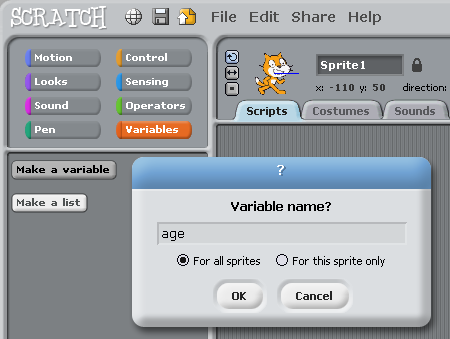 SCRATCH File Edit Share Help
Motion Control
Looks Sensing
Sound Operators
Pen Variables
Sprite1
x: -110 y: 50 direction:
Scripts Costumes Sounds
Make a variable
Make a list
?
Variable name?
age
For all sprites For this sprite only
OK Cancel